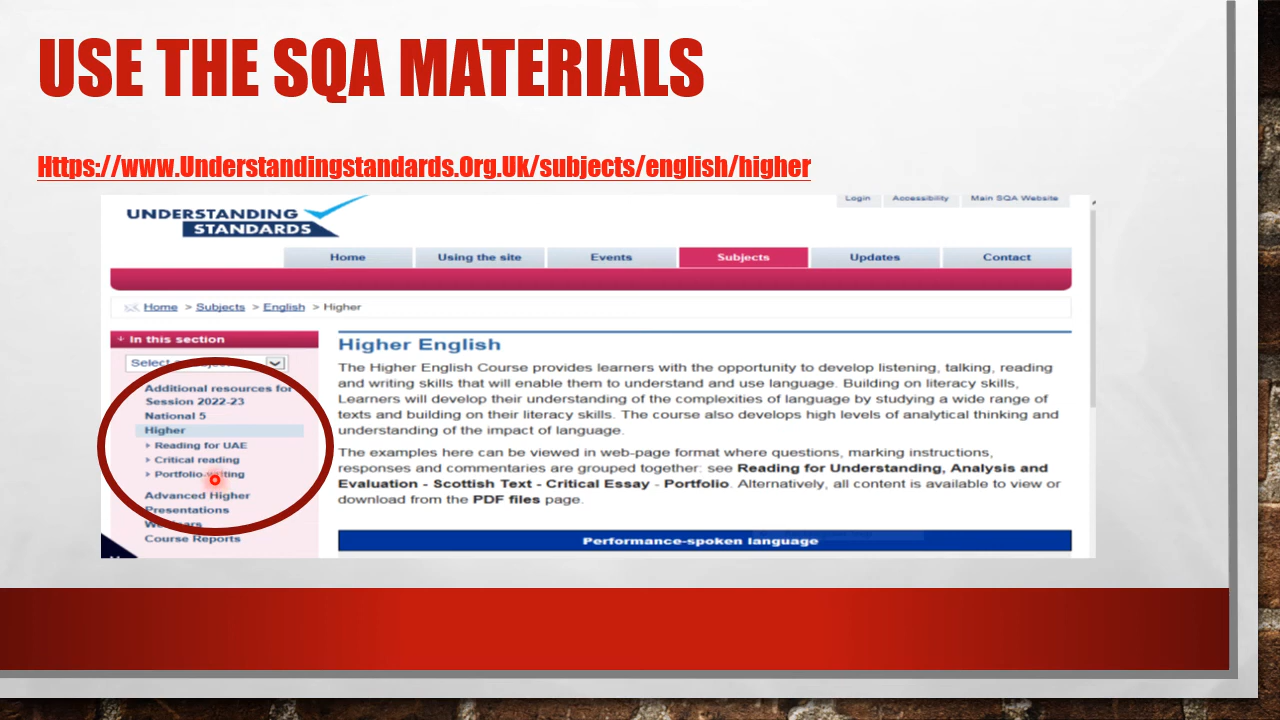 USE THE SQA MATERIALS
Https://www.Understandingstandards.Org.Uk/subjects/english/higher
Login Accessibility Main SQA Website
UNDERSTANDING
STANDARDS
Home Using the site Events Subjects Updates Contact
Home > Subjects > English > Higher
In this section
Select
Additional resources for
Session 2022-23
National 5
Higher
Reading for UAE
Critical reading
Portfolio-writing
Advanced Higher
Presentations
Webinars
Course Reports
Higher English
The Higher English Course provides learners with the opportunity to develop listening, talking, reading
and writing skills that will enable them to understand and use language. Building on literacy skills,
Learners will develop their understanding of the complexities of language by studying a wide range of
texts and building on their literacy skills. The course also develops high levels of analytical thinking and
understanding of the impact of language.
The examples here can be viewed in web-page format where questions, marking instructions,
responses and commentaries are grouped together: see Reading for Understanding, Analysis and
Evaluation - Scottish Text - Critical Essay - Portfolio. Alternatively, all content is available to view or
download from the PDF files page.
Performance-spoken language